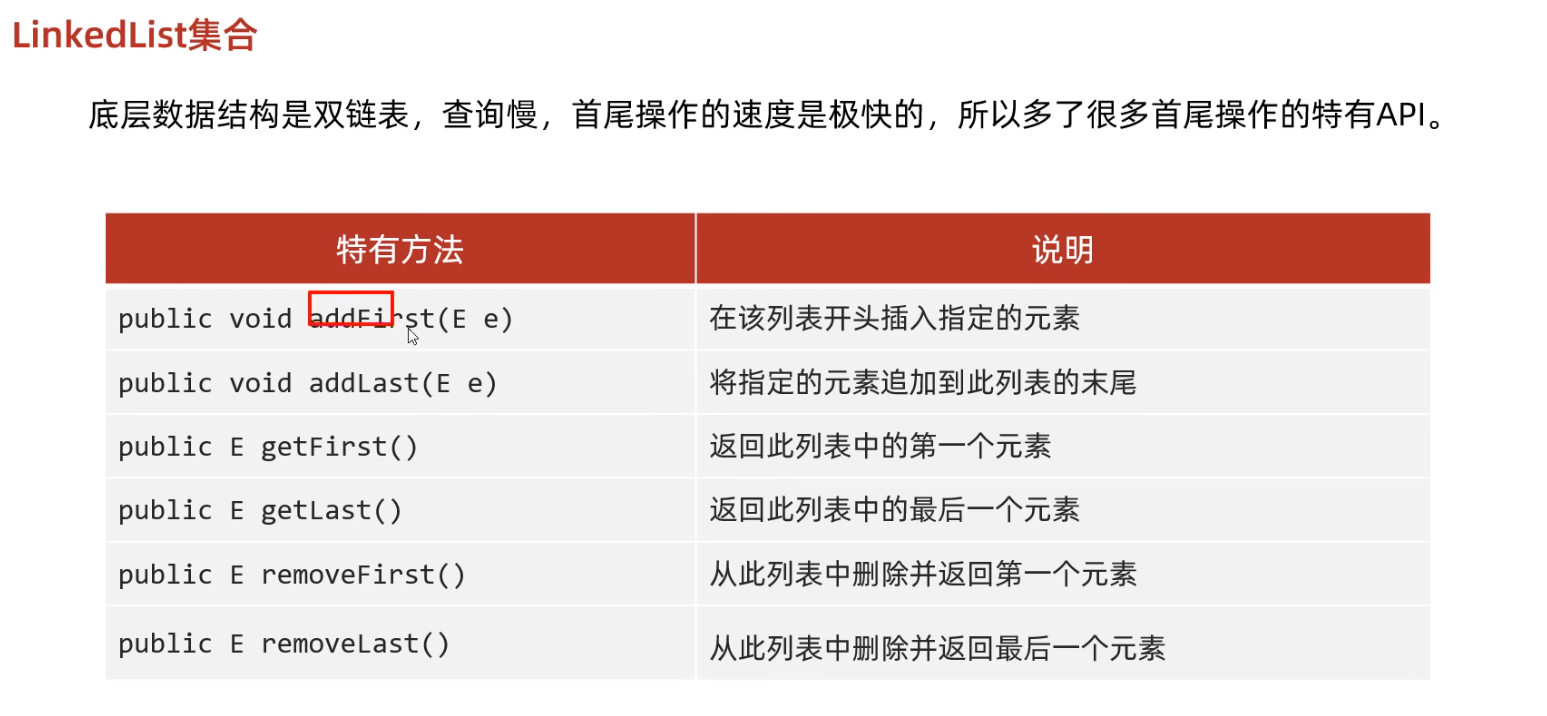 LinkedList集合
底层数据结构是双链表，查询慢，首尾操作的速度是极快的，所以多了很多首尾操作的特有API。
特有方法 说明
public void addFirst(E e) 在该列表开头插入指定的元素
public void addLast(E e) 将指定的元素追加到此列表的末尾
public E getFirst() 返回此列表中的第一个元素
public E getLast() 返回此列表中的最后一个元素
public E removeFirst() 从此列表中删除并返回第一个元素
public E removeLast() 从此列表中删除并返回最后一个元素